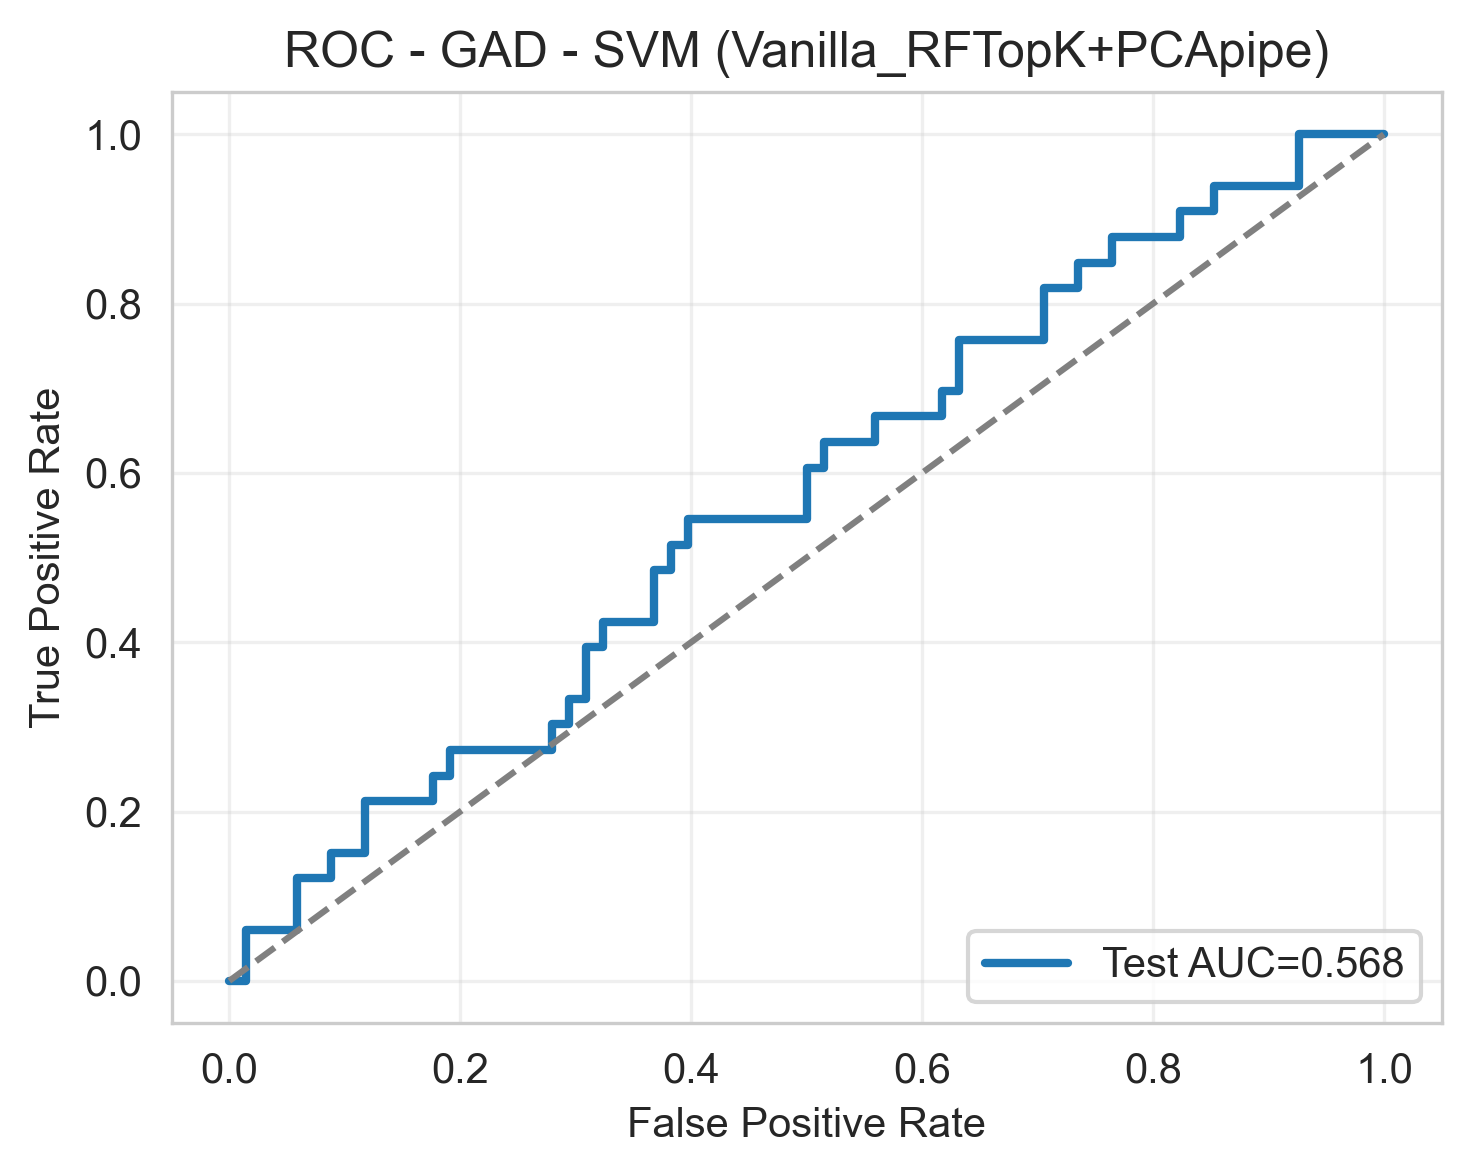 ROC - GAD - SVM (Vanilla_RFTopK+PCApipe)
True Positive Rate
1.0
0.8
0.6
0.4
0.2
0.0
Test AUC=0.568
0.0 0.2 0.4 0.6 0.8 1.0
False Positive Rate